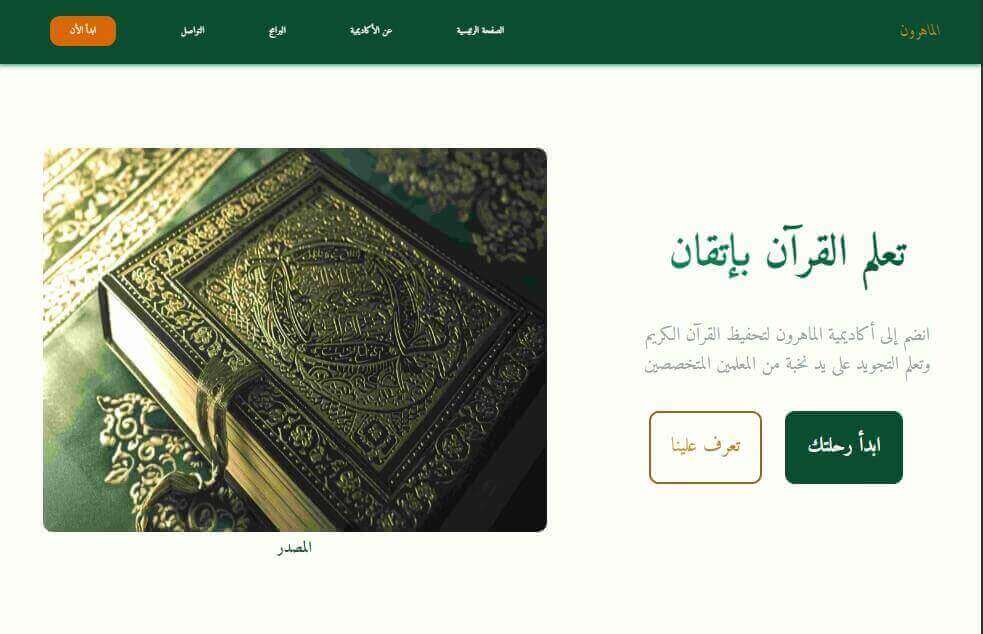 الماهرون
الصفحة الرئيسية
عن الأكاديمية
البرامج
التواصل
ابدأ الأن
تعلم القرآن بإتقان
انضم إلى أكاديمية الماهرون لتحفيظ القرآن الكريم
وتعلم التجويد على يد نخبة من المعلمين المتخصصين
ابدأ رحلتك
تعرف علينا
المصدر